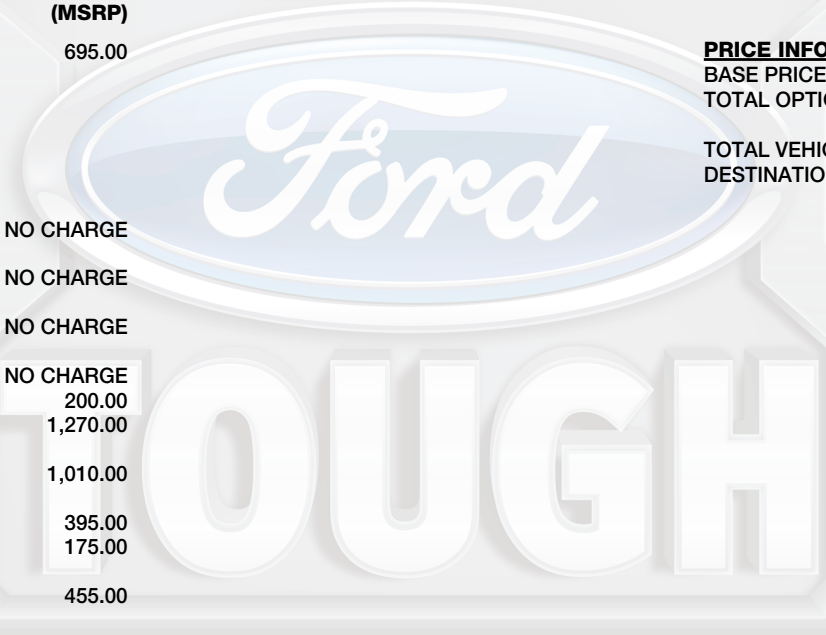 (MSRP)
695.00
NO CHARGE
NO CHARGE
NO CHARGE
NO CHARGE
200.00
1,270.00
1,010.00
395.00
175.00
455.00
PRICE INFO
BASE PRICE
TOTAL OPTIO
TOTAL VEHIC
DESTINATIO
Ford
TOUGH